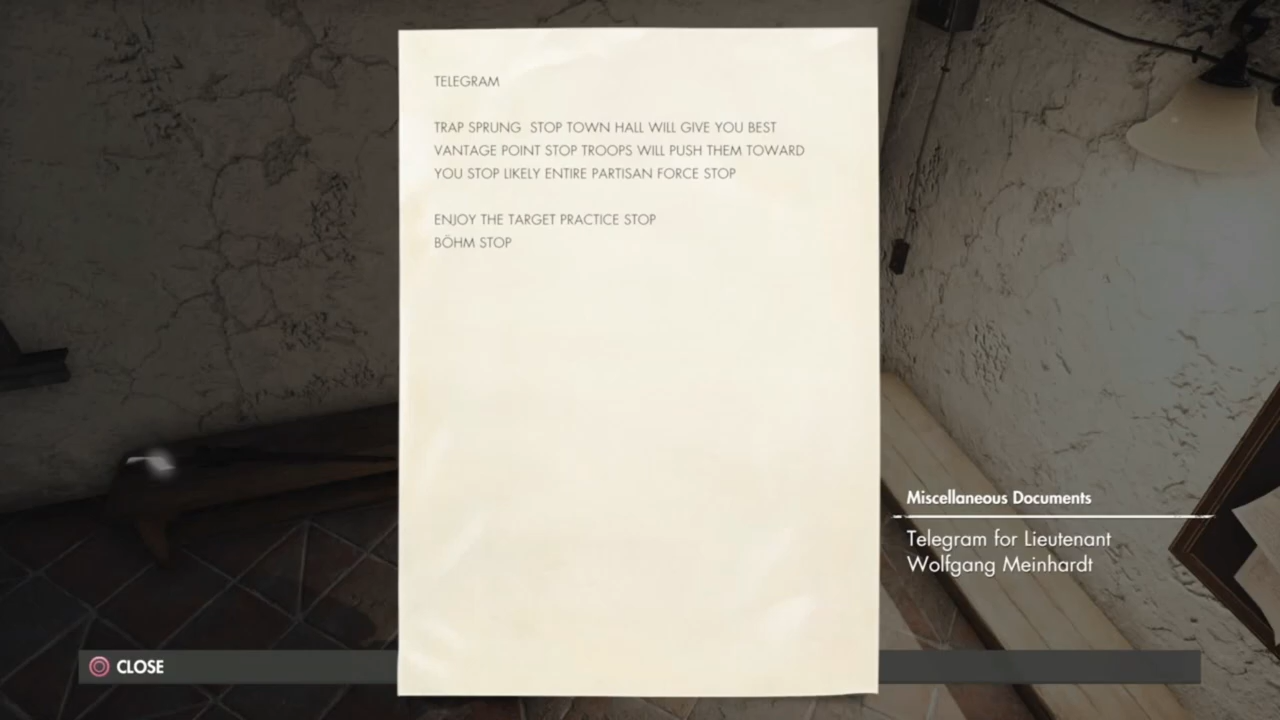 TELEGRAM
TRAP SPRUNG  STOP TOWN HALL WILL GIVE YOU BEST
VANTAGE POINT STOP TROOPS WILL PUSH THEM TOWARD
YOU STOP LIKELY ENTIRE PARTISAN FORCE STOP
ENJOY THE TARGET PRACTICE STOP
BÖHM STOP
Miscellaneous Documents
Telegram for Lieutenant
Wolfgang Meinhardt
CLOSE